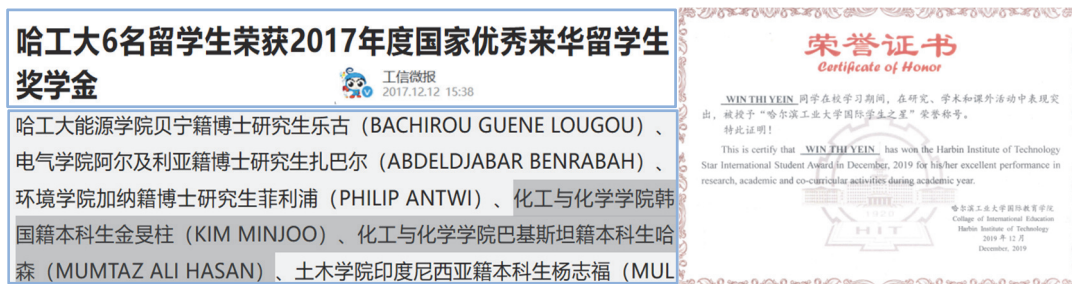 哈工大6名留学生荣获2017年度国家优秀来华留学生
奖学金
工信微报
2017.12.12 15:38
哈工大能源学院贝宁籍博士研究生乐古（BACHIROU GUENE LOUGOU）、
电气学院阿尔及利亚籍博士研究生扎巴尔（ABDELDJABAR BENRABAH）、
环境学院加纳籍博士研究生菲利浦（PHILIP ANTWI）、化工与化学学院韩
国籍本科生金旻柱（KIM MINJOO）、化工与化学学院巴基斯坦籍本科生哈
森（MUMTAZ ALI HASAN）、土木学院印度尼西亚籍本科生杨志福（MUL
荣誉证书
Certificate of Honor
WIN THI YEIN 同学在校学习期间，在研究、学术和课外活动中表现突
出，被授予“哈尔滨工业大学国际学生之星”荣誉称号。
特此证明！
This is certify that WIN THI YEIN has won the Harbin Institute of Technology
Star International Student Award in December, 2019 for his/her excellent performance in
research, academic and co-curricular activities during academic year.
哈尔滨工业大学国际教育学院
Collage of International Education
Harbin Institute of Technology
2019 年 12 月
December, 2019
1920
HIT